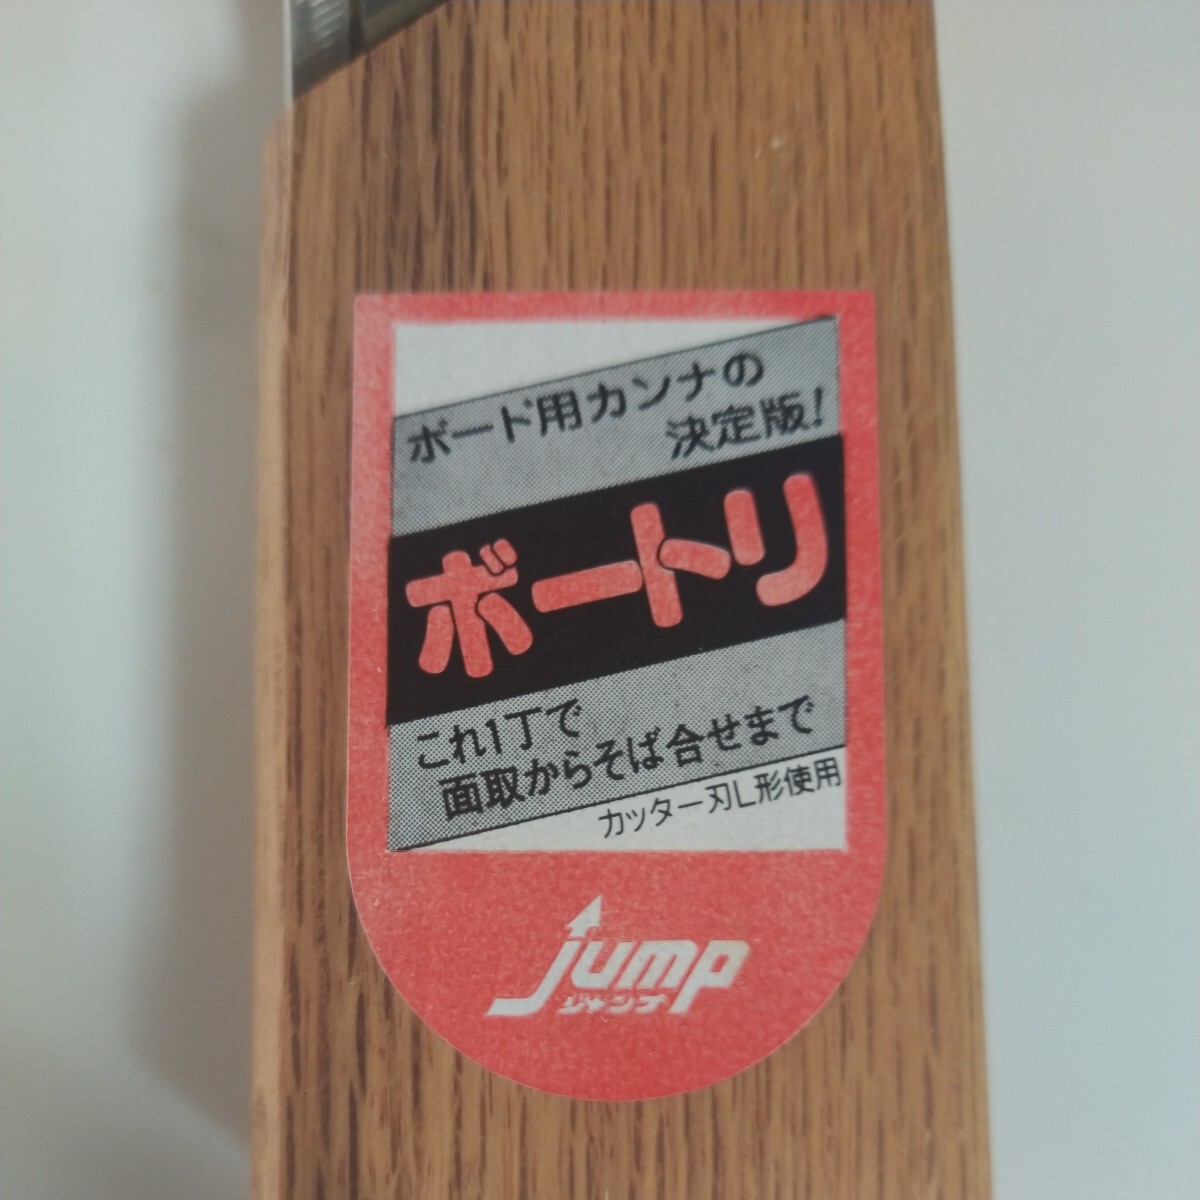 ボード用カンナの
決定版!
ボートリ
これ1丁で
面取からそば合せまで
カッター刃L形使用
jump
ジャンプ